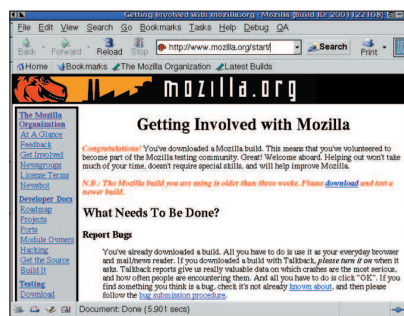 Getting Involved with mozilla.org - Mozilla {Build ID: 2001122108}
File Edit View Search Go Bookmarks Tasks Help Debug QA
Back Forward Reload Stop http://www.mozilla.org/start/ Search Print
Home Bookmarks The Mozilla Organization Latest Builds
mozilla.org
The Mozilla
Organization
At A Glance
Feedback
Get Involved
Newsgroups
License Terms
Newsbot
Developer Docs
Roadmap
Projects
Ports
Module Owners
Hacking
Get the Source
Build It
Testing
Download
Getting Involved with Mozilla
Congratulations! You've downloaded a Mozilla build. This means that you've volunteered to
become part of the Mozilla testing community. Great! Welcome aboard. Helping out won't take
much of your time, doesn't require special skills, and will help improve Mozilla.
N.B.: The Mozilla build you are using is older than three weeks. Please download and test a
newer build.
What Needs To Be Done?
Report Bugs
You've already downloaded a build. All you have to do is use it as your everyday browser
and mail/news reader. If you downloaded a build with Talkback, please turn it on when it
asks. Talkback reports give us really valuable data on which crashes are the most serious,
and how often people are encountering them. And all you have to do is click "OK". If you
find something you think is a bug, check it's not already known about, and then please
follow the bug submission procedure.
Document: Done (5.901 secs)